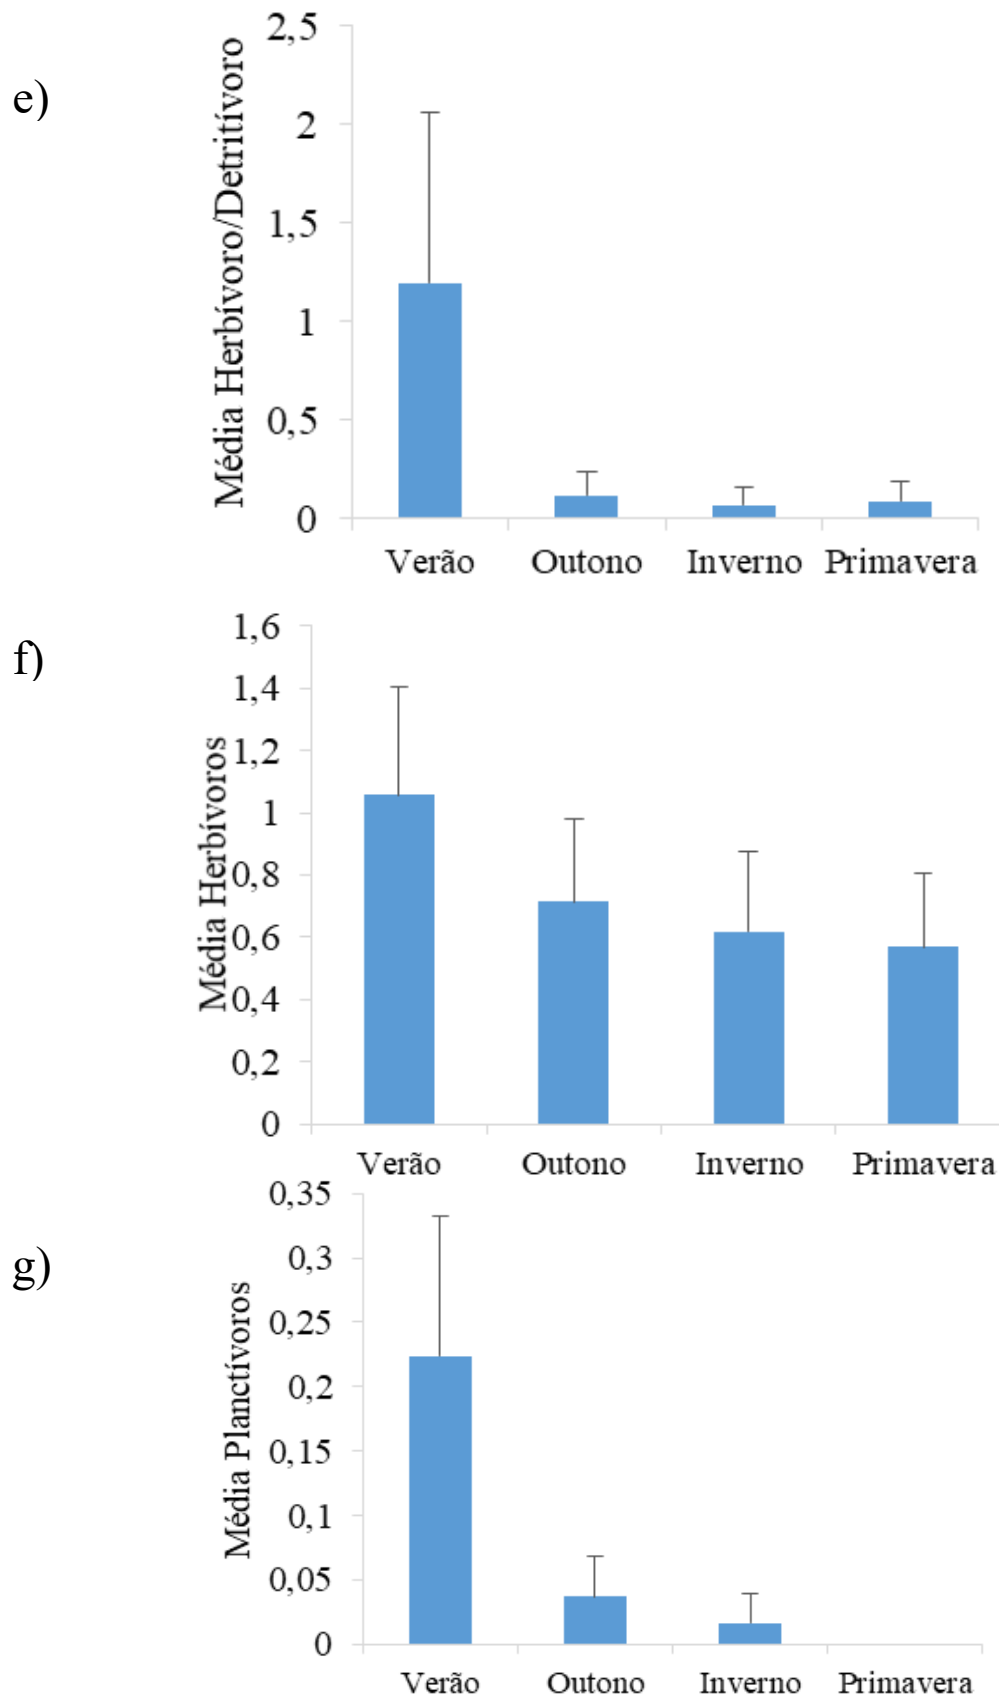 e)
Média Herbívoro/Detritívoro
2,5
2
1,5
1
0,5
0
Verão Outono Inverno Primavera
f)
Média Herbívoros
1,6
1,4
1,2
1
0,8
0,6
0,4
0,2
0
Verão Outono Inverno Primavera
g)
Média Planctívoros
0,35
0,3
0,25
0,2
0,15
0,1
0,05
0
Verão Outono Inverno Primavera